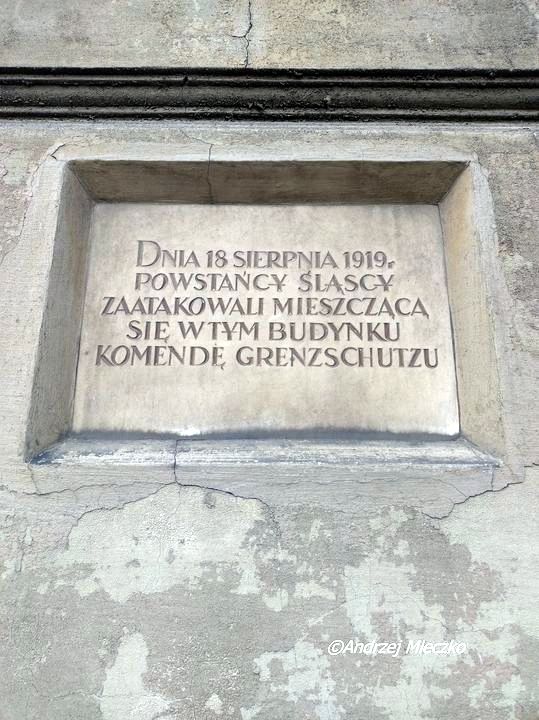 DNIA 18 SIERPNIA 1919r.
POWSTAŃCY ŚLĄSCY
ZAATAKOWALI MIESZCZĄCĄ
SIĘ W TYM BUDYNKU
KOMENDĘ GRENZSCHUTZU
©Andrzej Mleczko